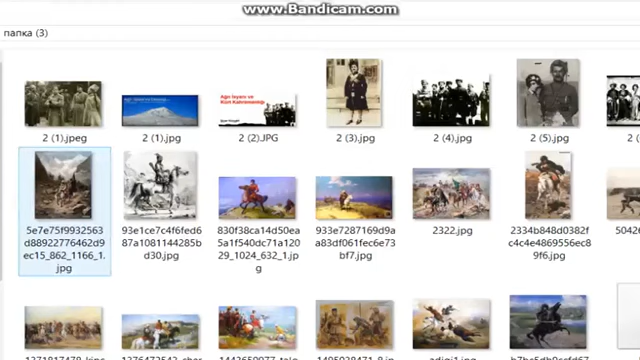 www.Bandicam.com
папка (3)
Ağrı İsyanı ve
Kürt Kahramanlığı
2 (1).jpeg
2 (1).jpg
2 (2).JPG
2 (3).jpg
2 (4).jpg
2 (5).jpg
5e7e75f9932563
d88922776462d9
ec15_862_1166_1.
jpg
93e1ce7c4f6fed6
87a1081144285b
d30.jpg
830f38ca14d50ea
5a1f540dc71a120
29_1024_632_1.jp
g
933e7287169d9a
a83df061fec6e73
bf7.jpg
2322.jpg
2334b848d0382f
c4c4e4869556ec8
9f6.jpg